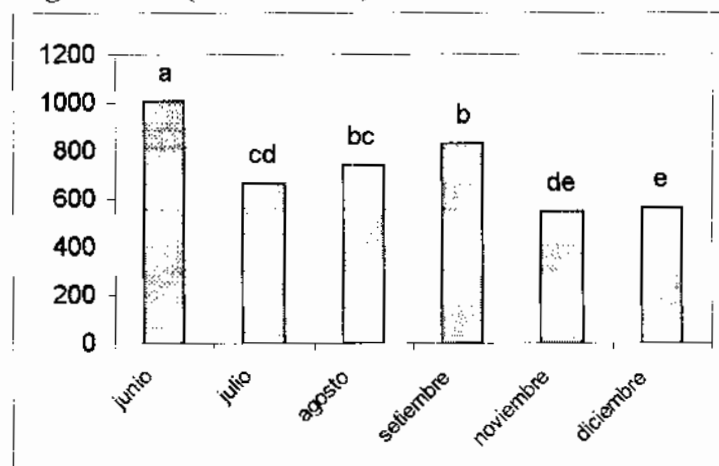 1200
a
1000
b
800
bc
cd
600
de
e
400
200
0
junio
julio
agosto
setiembre
noviembre
diciembre